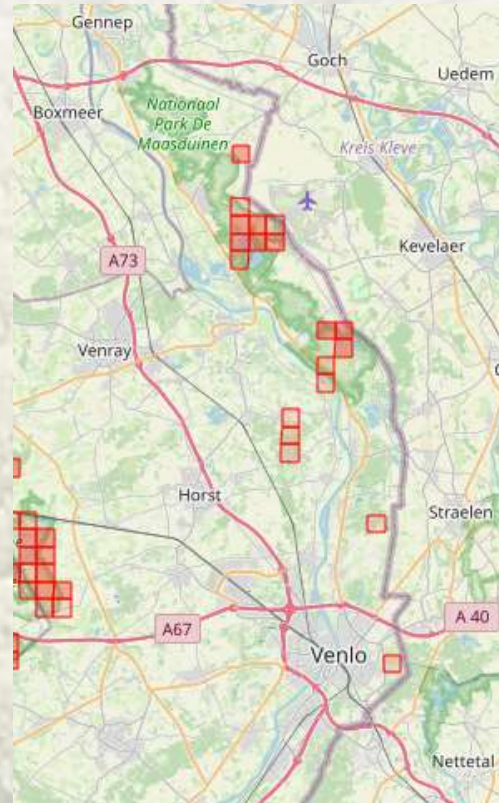 Gennep
Goch
Uedem
Boxmeer
Nationaal
Park De
Maasduinen
Kreis Kleve
Kevelaer
A73
Venray
Horst
Straelen
A67
A 40
Venlo
Nettetal